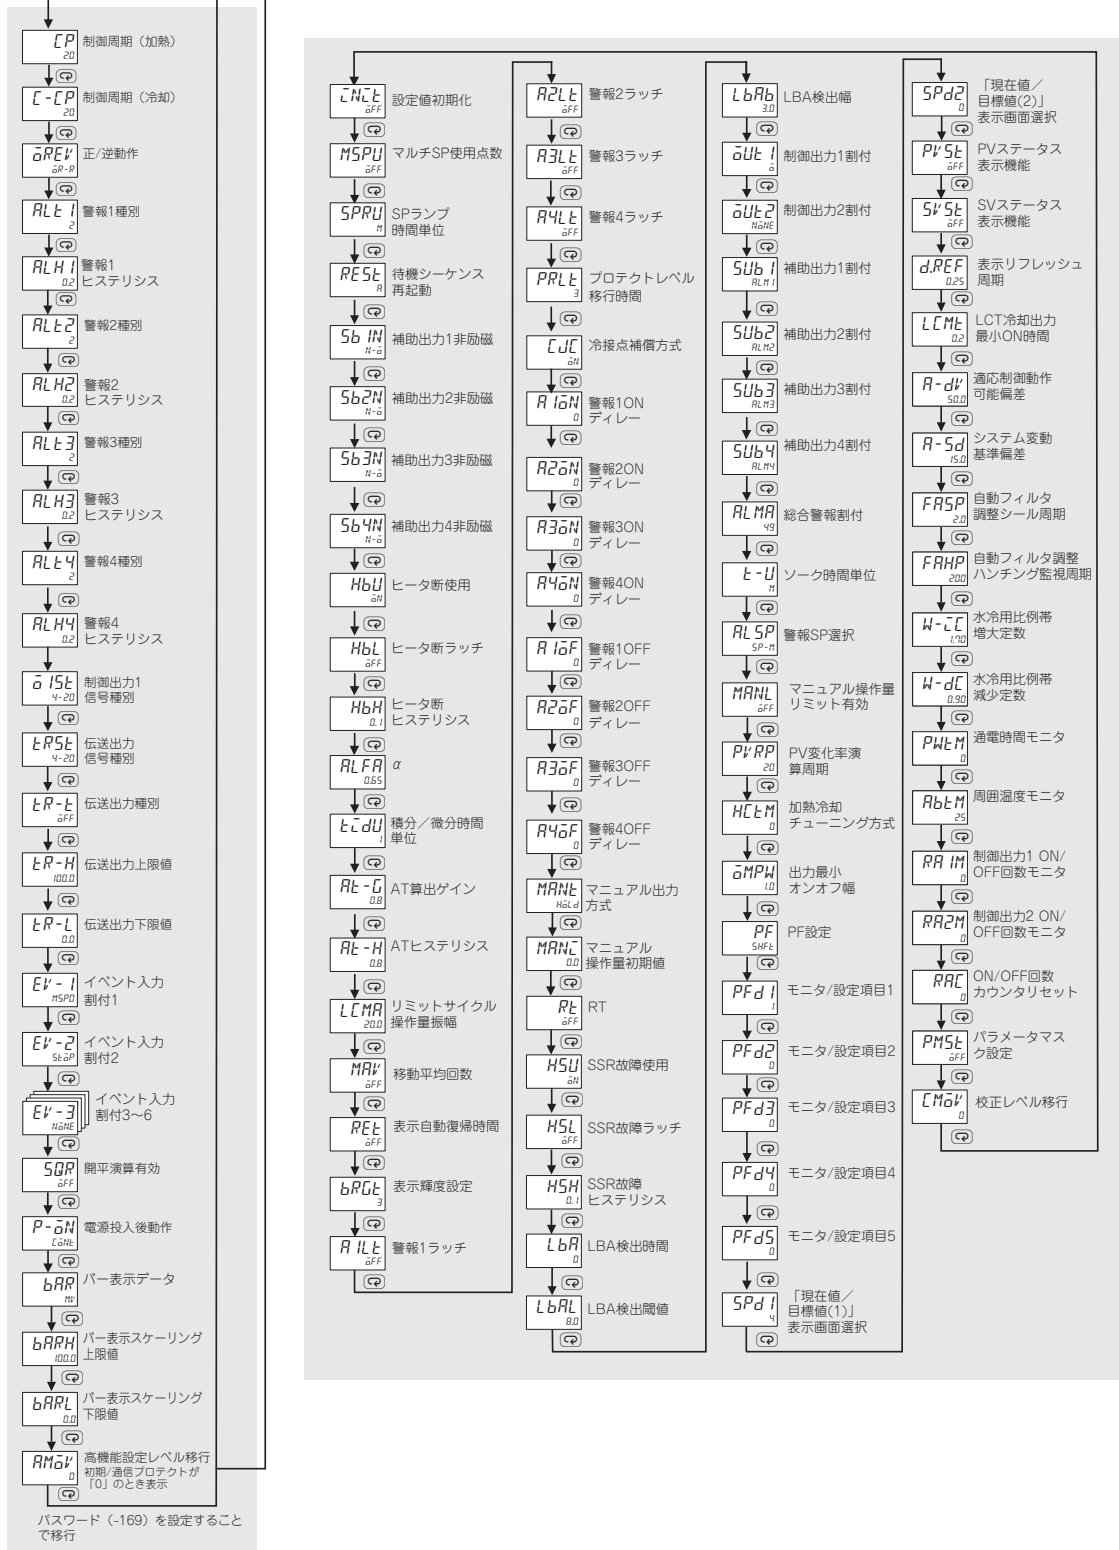 CP
20
制御周期（加熱）
C-CP
20
制御周期（冷却）
oREV
oR-R
正/逆動作
ALt1
2
警報1種別
ALH1
0.2
警報1
ヒステリシス
ALt2
2
警報2種別
ALH2
0.2
警報2
ヒステリシス
ALt3
2
警報3種別
ALH3
0.2
警報3
ヒステリシス
ALt4
2
警報4種別
ALH4
0.2
警報4
ヒステリシス
o1St
4-20
制御出力1
信号種別
tRSt
4-20
伝送出力
信号種別
tR-t
oFF
伝送出力種別
tR-H
100.0
伝送出力上限値
tR-L
0.0
伝送出力下限値
EV-1
MSP0
イベント入力
割付1
EV-2
StoP
イベント入力
割付2
EV-3
NoNE
イベント入力
割付3～6
SQR
oFF
開平演算有効
P-oN
CoNt
電源投入後動作
bAR
MV
バー表示データ
bARH
100.0
バー表示スケーリング
上限値
bARL
0.0
バー表示スケーリング
下限値
AMoV
0
高機能設定レベル移行
初期/通信プロテクトが
「0」のとき表示
パスワード（-169）を設定すること
で移行
iNit
oFF
設定値初期化
MSPU
oFF
マルチSP使用点数
SPRU
M
SPランプ
時間単位
RESt
A
待機シーケンス
再起動
Sb1N
N-o
補助出力1非励磁
Sb2N
N-o
補助出力2非励磁
Sb3N
N-o
補助出力3非励磁
Sb4N
N-o
補助出力4非励磁
HbU
oN
ヒータ断使用
HbL
oFF
ヒータ断ラッチ
HbH
0.1
ヒータ断
ヒステリシス
ALFA
0.65
α
tidU
1
積分／微分時間
単位
At-G
0.8
AT算出ゲイン
At-H
0.8
ATヒステリシス
LCMA
20.0
リミットサイクル
操作量振幅
MAV
oFF
移動平均回数
REt
oFF
表示自動復帰時間
bRGt
3
表示輝度設定
A1Lt
oFF
警報1ラッチ
A2Lt
oFF
警報2ラッチ
A3Lt
oFF
警報3ラッチ
A4Lt
oFF
警報4ラッチ
PRLt
3
プロテクトレベル
移行時間
CJC
oN
冷接点補償方式
A1oN
0
警報1ON
ディレー
A2oN
0
警報2ON
ディレー
A3oN
0
警報3ON
ディレー
A4oN
0
警報4ON
ディレー
A1oF
0
警報1OFF
ディレー
A2oF
0
警報2OFF
ディレー
A3oF
0
警報3OFF
ディレー
A4oF
0
警報4OFF
ディレー
MANt
HoLd
マニュアル出力
方式
MANi
0.0
マニュアル
操作量初期値
Rt
oFF
RT
HSU
oN
SSR故障使用
HSL
oFF
SSR故障ラッチ
HSH
0.1
SSR故障
ヒステリシス
LbA
0
LBA検出時間
LbAL
8.0
LBA検出閾値
LbAb
3.0
LBA検出幅
oUt1
o
制御出力1割付
oUt2
NoNE
制御出力2割付
SUb1
ALM1
補助出力1割付
SUb2
ALM2
補助出力2割付
SUb3
ALM3
補助出力3割付
SUb4
ALM4
補助出力4割付
ALMA
49
総合警報割付
t-U
M
ソーク時間単位
ALSP
SP-M
警報SP選択
MANL
oFF
マニュアル操作量
リミット有効
PVRP
20
PV変化率演
算周期
HCtM
0
加熱冷却
チューニング方式
oMPW
1.0
出力最小
オンオフ幅
PF
SHFt
PF設定
PFd1
1
モニタ/設定項目1
PFd2
0
モニタ/設定項目2
PFd3
0
モニタ/設定項目3
PFd4
0
モニタ/設定項目4
PFd5
0
モニタ/設定項目5
SPd1
4
「現在値／
目標値(1)」
表示画面選択
SPd2
0
「現在値／
目標値(2)」
表示画面選択
PVSt
oFF
PVステータス
表示機能
SVSt
oFF
SVステータス
表示機能
d.REF
0.25
表示リフレッシュ
周期
LCMt
0.2
LCT冷却出力
最小ON時間
A-dV
50.0
適応制御動作
可能偏差
A-Sd
15.0
システム変動
基準偏差
FASP
2.0
自動フィルタ
調整シール周期
FAHP
200
自動フィルタ調整
ハンチング監視周期
W-iC
1.70
水冷用比例帯
増大定数
W-dC
0.90
水冷用比例帯
減少定数
PWtM
0
通電時間モニタ
AbtM
25
周囲温度モニタ
RA1M
0
制御出力1 ON/
OFF回数モニタ
RA2M
0
制御出力2 ON/
OFF回数モニタ
RAC
0
ON/OFF回数
カウンタリセット
PMSt
oFF
パラメータマス
ク設定
CMoV
0
校正レベル移行